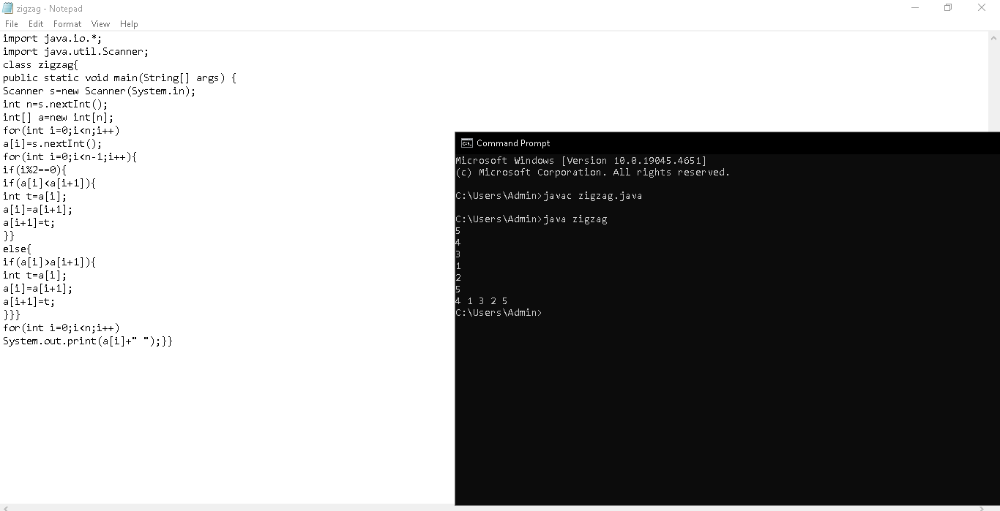 zigzag - Notepad
File Edit Format View Help
import java.io.*;
import java.util.Scanner;
class zigzag{
public static void main(String[] args) {
Scanner s=new Scanner(System.in);
int n=s.nextInt();
int[] a=new int[n];
for(int i=0;i<n;i++)
a[i]=s.nextInt();
for(int i=0;i<n-1;i++){
if(i%2==0){
if(a[i]<a[i+1]){
int t=a[i];
a[i]=a[i+1];
a[i+1]=t;
}}
else{
if(a[i]>a[i+1]){
int t=a[i];
a[i]=a[i+1];
a[i+1]=t;
}}}
for(int i=0;i<n;i++)
System.out.print(a[i]+" ");}}
Command Prompt
Microsoft Windows [Version 10.0.19045.4651]
(c) Microsoft Corporation. All rights reserved.
C:\Users\Admin>javac zigzag.java
C:\Users\Admin>java zigzag
5
4
3
1
2
5
4 1 3 2 5
C:\Users\Admin>